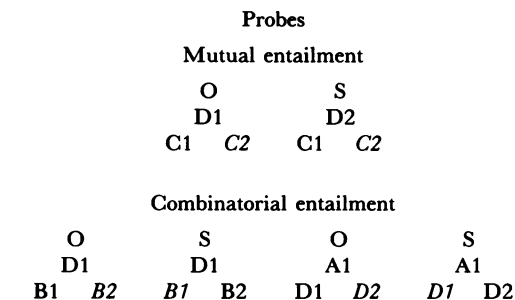 Probes
Mutual entailment
O S
D1 D2
C1 C2 C1 C2
Combinatorial entailment
O S O S
D1 D1 A1 A1
B1 B2 B1 B2 D1 D2 D1 D2